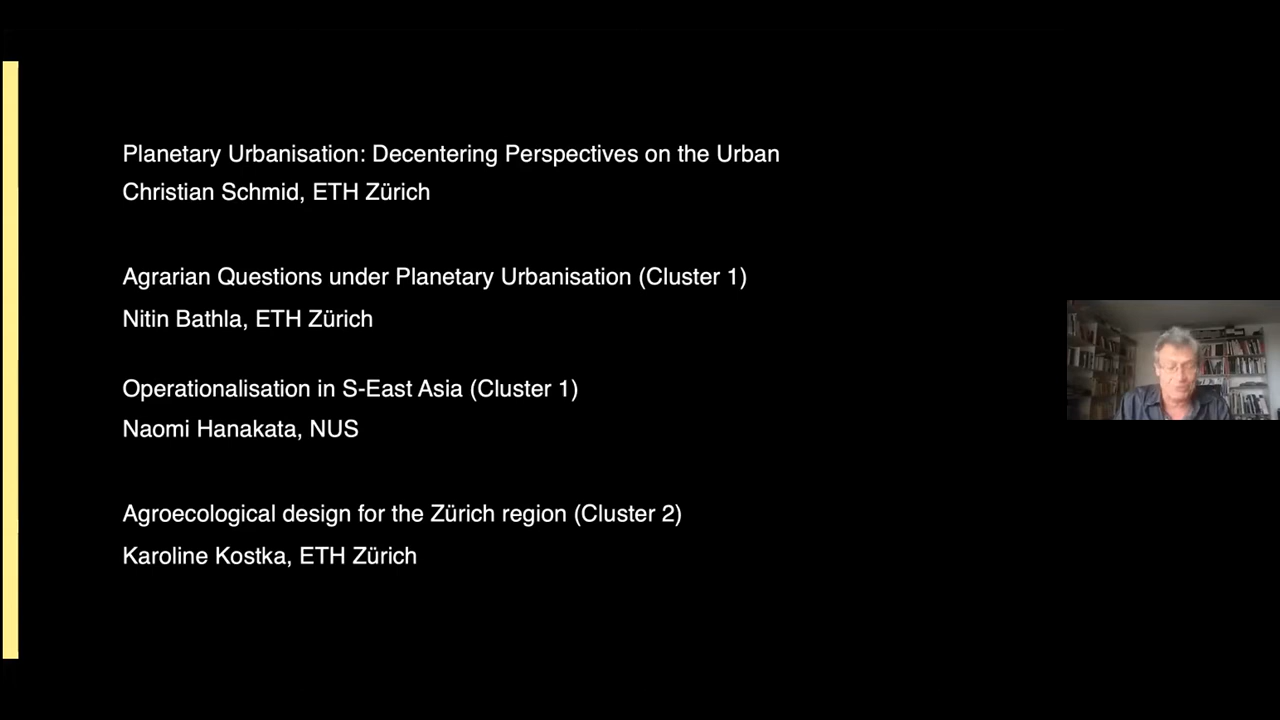 Planetary Urbanisation: Decentering Perspectives on the Urban
Christian Schmid, ETH Zürich
Agrarian Questions under Planetary Urbanisation (Cluster 1)
Nitin Bathla, ETH Zürich
Operationalisation in S-East Asia (Cluster 1)
Naomi Hanakata, NUS
Agroecological design for the Zürich region (Cluster 2)
Karoline Kostka, ETH Zürich